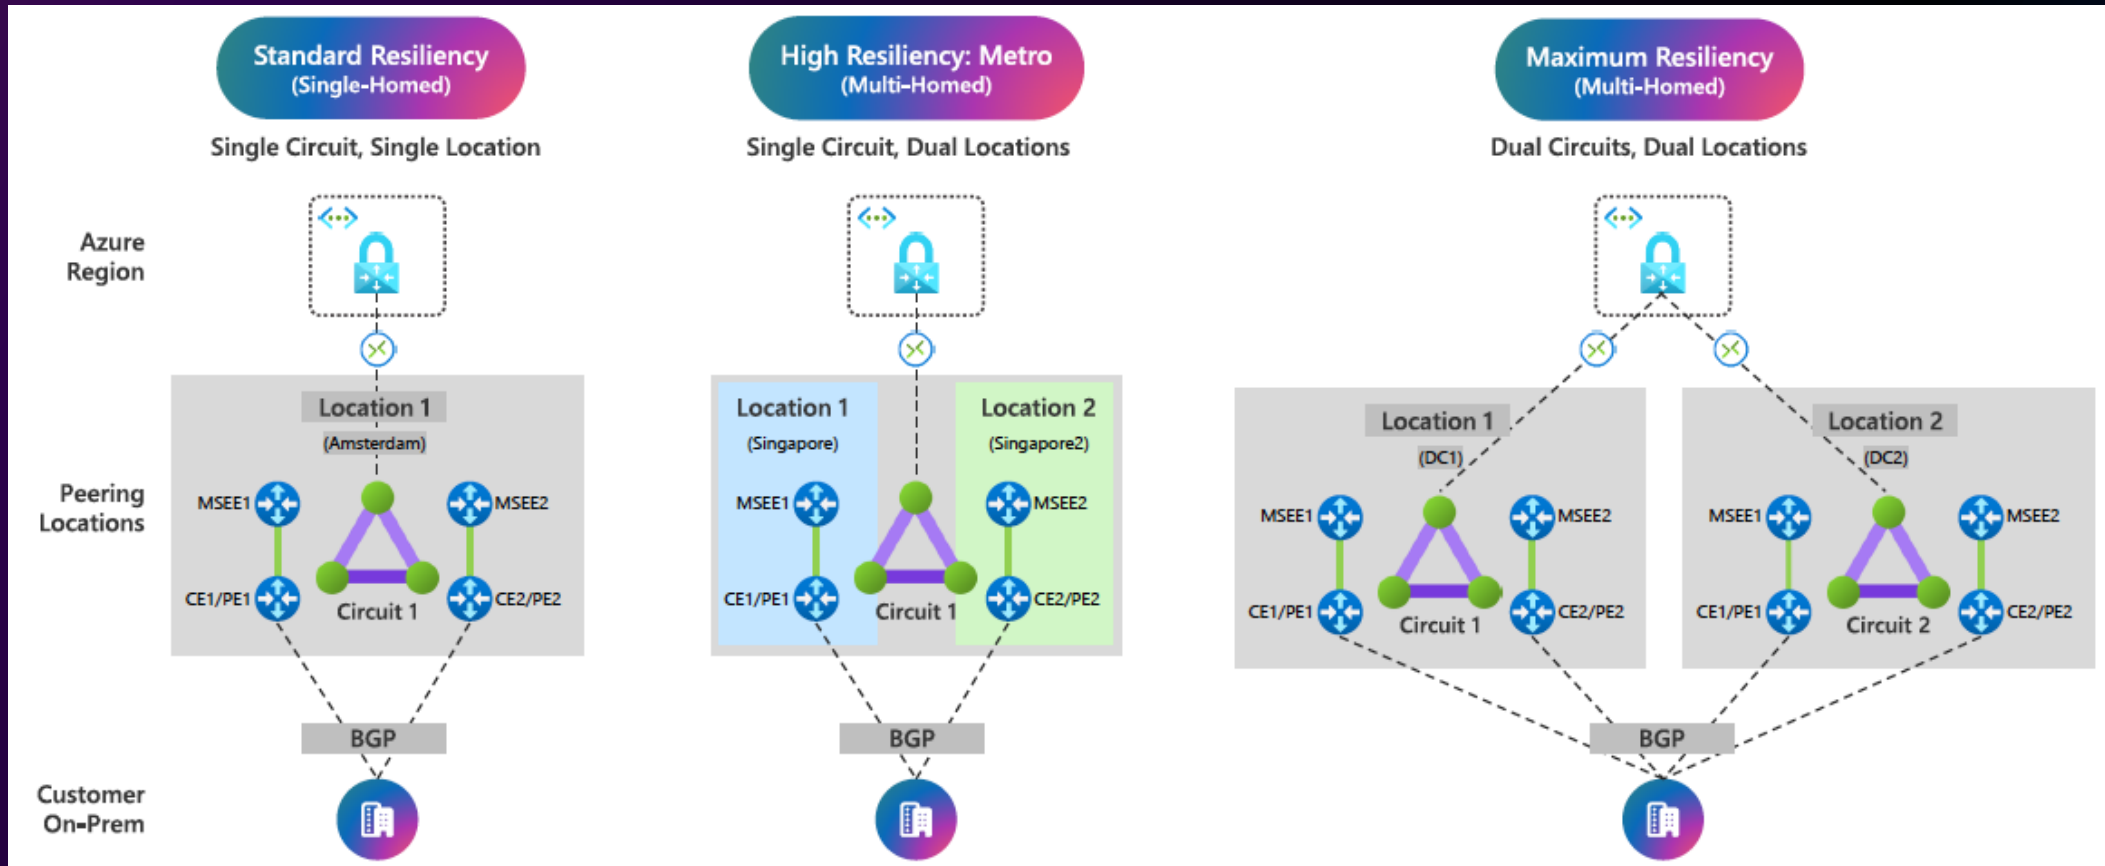 Standard Resiliency
(Single-Homed)
Single Circuit, Single Location
High Resiliency: Metro
(Multi-Homed)
Single Circuit, Dual Locations
Maximum Resiliency
(Multi-Homed)
Dual Circuits, Dual Locations
Azure
Region
Peering
Locations
Customer
On-Prem
Location 1
(Amsterdam)
MSEE1
MSEE2
CE1/PE1
CE2/PE2
Circuit 1
BGP
Location 1
(Singapore)
Location 2
(Singapore2)
MSEE1
MSEE2
CE1/PE1
CE2/PE2
Circuit 1
BGP
Location 1
(DC1)
MSEE1
MSEE2
CE1/PE1
CE2/PE2
Circuit 1
Location 2
(DC2)
MSEE1
MSEE2
CE1/PE1
CE2/PE2
Circuit 2
BGP